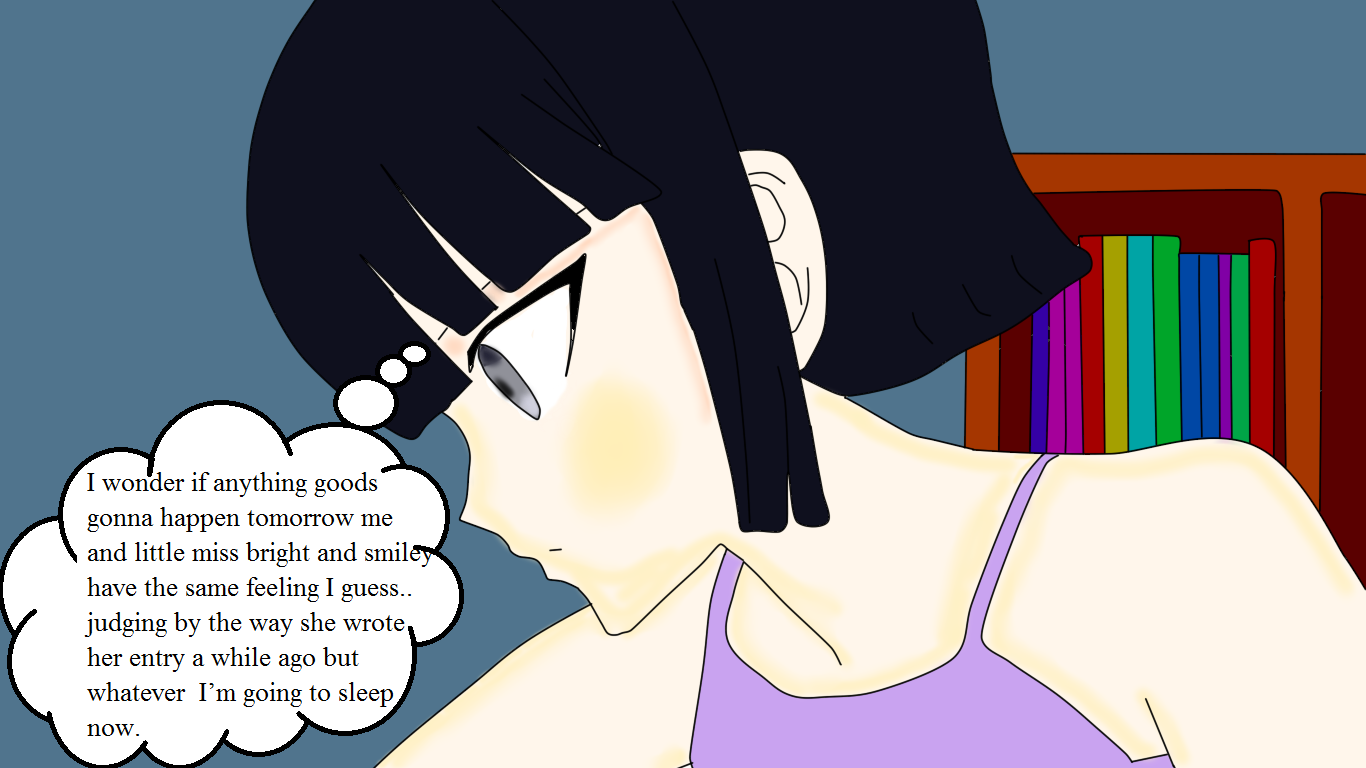 I wonder if anything goods
gonna happen tomorrow me
and little miss bright and smiley
have the same feeling I guess..
judging by the way she wrote
her entry a while ago but
whatever  I’m going to sleep
now.